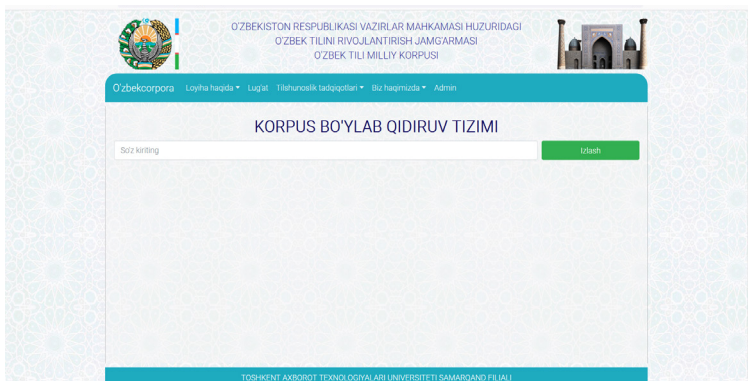 O'ZBEKISTON RESPUBLIKASI VAZIRLAR MAHKAMASI HUZURIDAGI
O'ZBEK TILINI RIVOJLANTIRISH JAMG'ARMASI
O'ZBEK TILI MILLIY KORPUSI
O'zbekcorpora Loyiha haqida Lug'at Tilshunoslik tadqiqotlari Biz haqimizda Admin
KORPUS BO'YLAB QIDIRUV TIZIMI
So'z kiriting Izlash
TOSHKENT AXBOROT TEXNOLOGIYALARI UNIVERSITETI SAMARQAND FILIALI